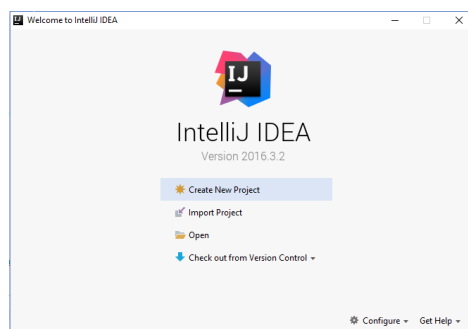 Welcome to IntelliJ IDEA
IJ
IntelliJ IDEA
Version 2016.3.2
Create New Project
Import Project
Open
Check out from Version Control
Configure Get Help